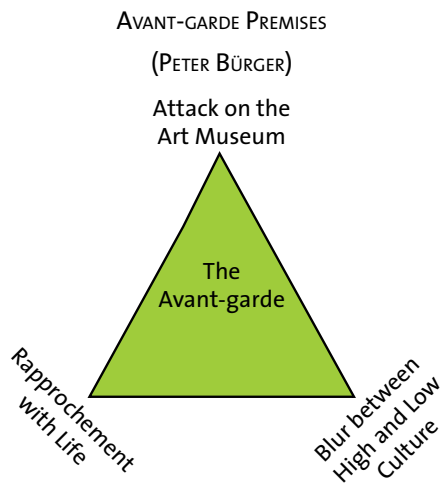 AVANT-GARDE PREMISES
(PETER BÜRGER)
Attack on the
Art Museum
The
Avant-garde
Rapprochement
with Life
Blur between
High and Low
Culture